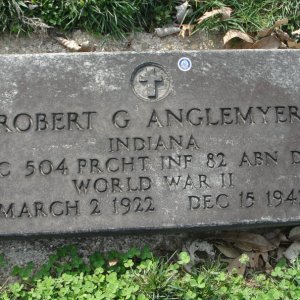 ROBERT G ANGLEMYER
INDIANA
C 504 PRCHT INF 82 ABN D
WORLD WAR II
MARCH 2 1922 DEC 15 194